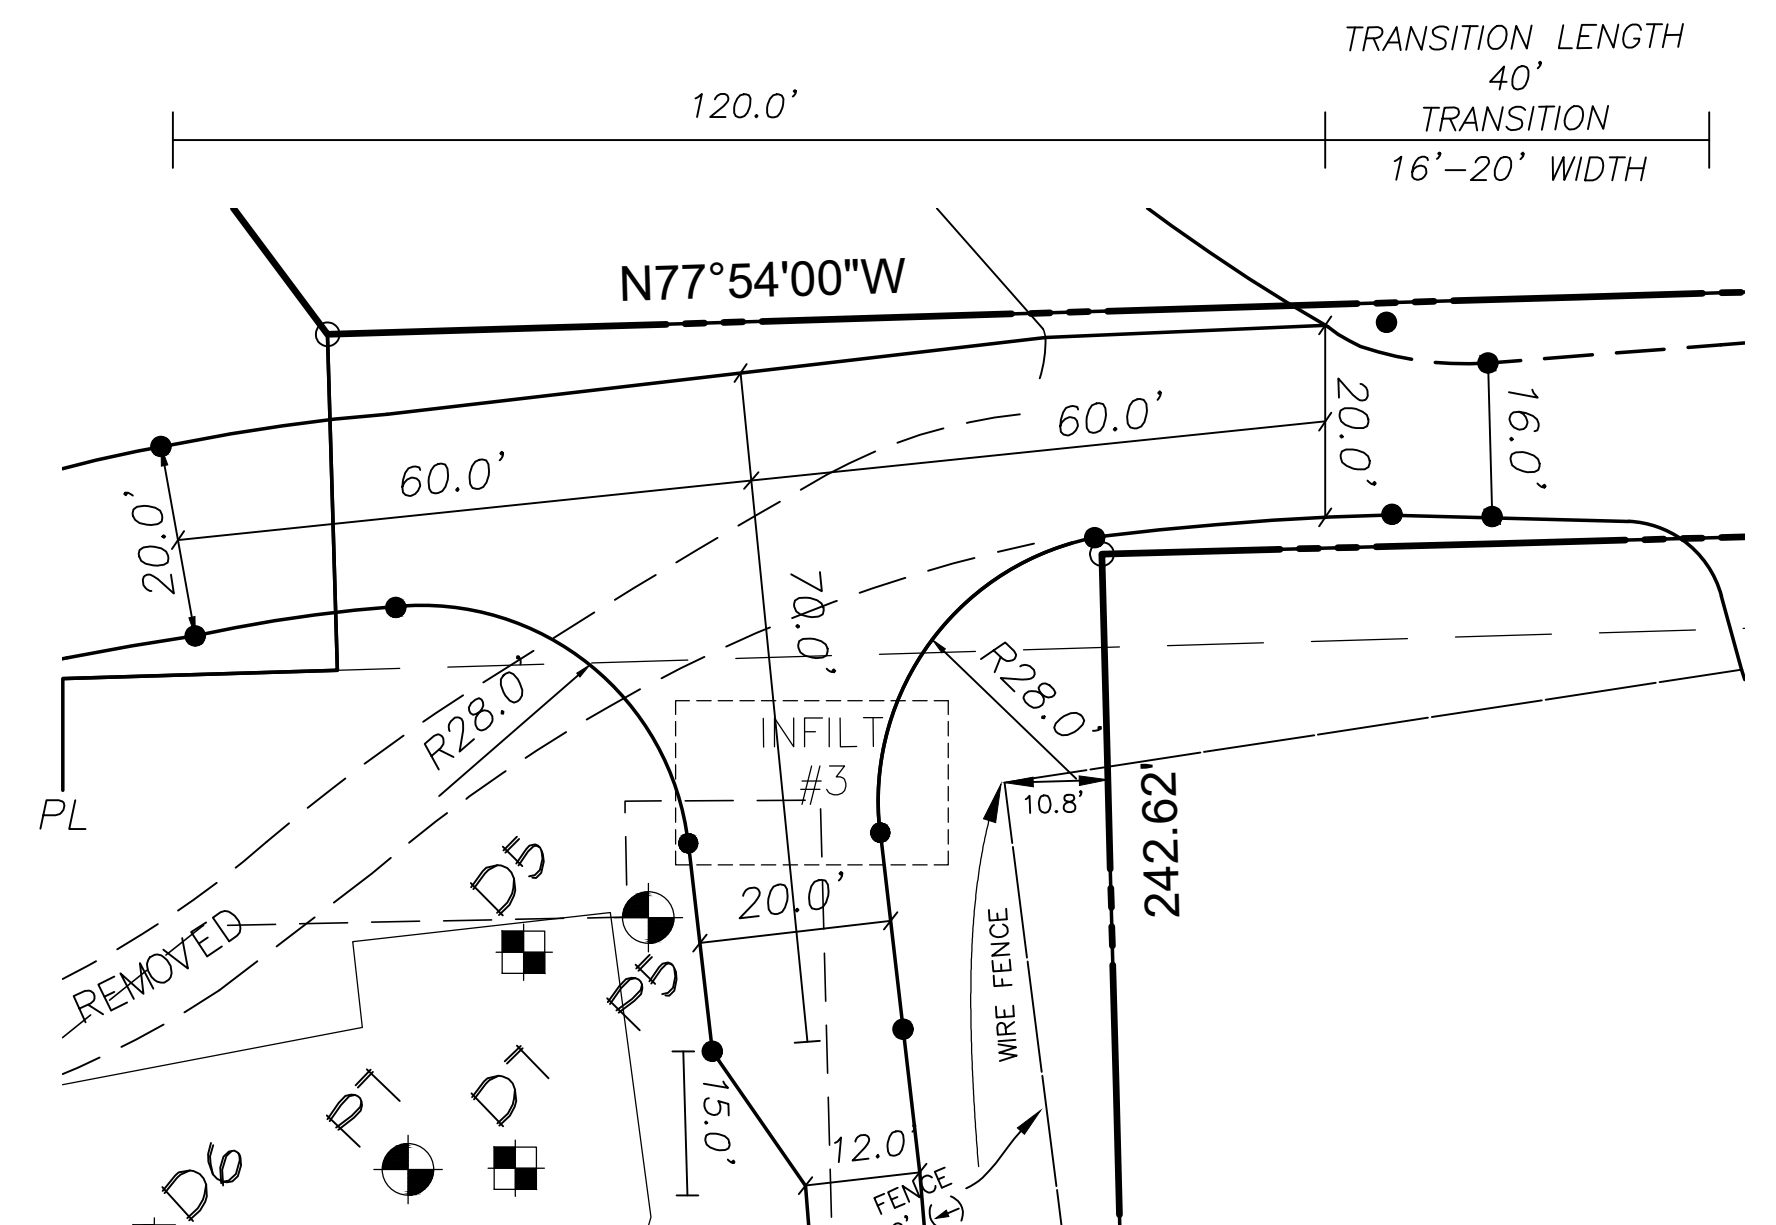 TRANSITION LENGTH
40'
120.0'
TRANSITION
16'-20' WIDTH
N77°54'00"W
60.0'
20.0'
16.0'
60.0'
20.0'
70.0'
R28.0'
R28.0'
INFILT
#3
10.8'
242.62'
PL
D5
20.0'
REMOVED
P5
WIRE FENCE
P7
D7
15.0'
12.0'
D6
FENCE